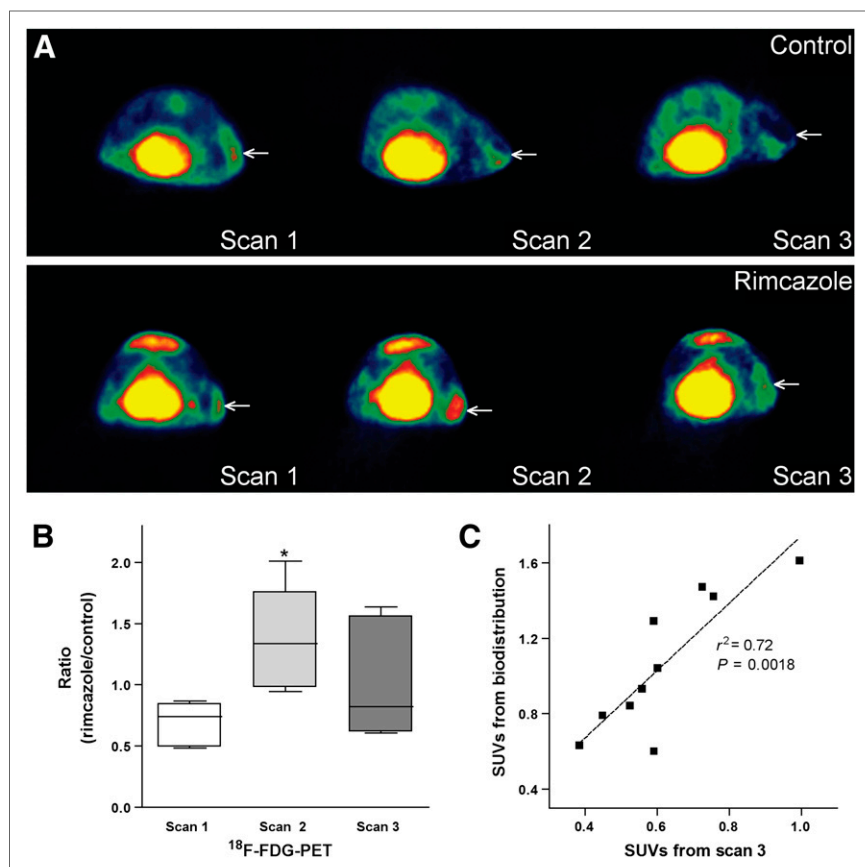 A
Control
Scan 1
Scan 2
Scan 3
Rimcazole
Scan 1
Scan 2
Scan 3
B
Ratio
(rimcazole/control)
2.0
1.5
1.0
0.5
0.0
*
Scan 1
Scan 2
Scan 3
18F-FDG-PET
C
SUVs from biodistribution
1.6
1.2
0.8
0.4
r2 = 0.72
P = 0.0018
0.4
0.6
0.8
1.0
SUVs from scan 3